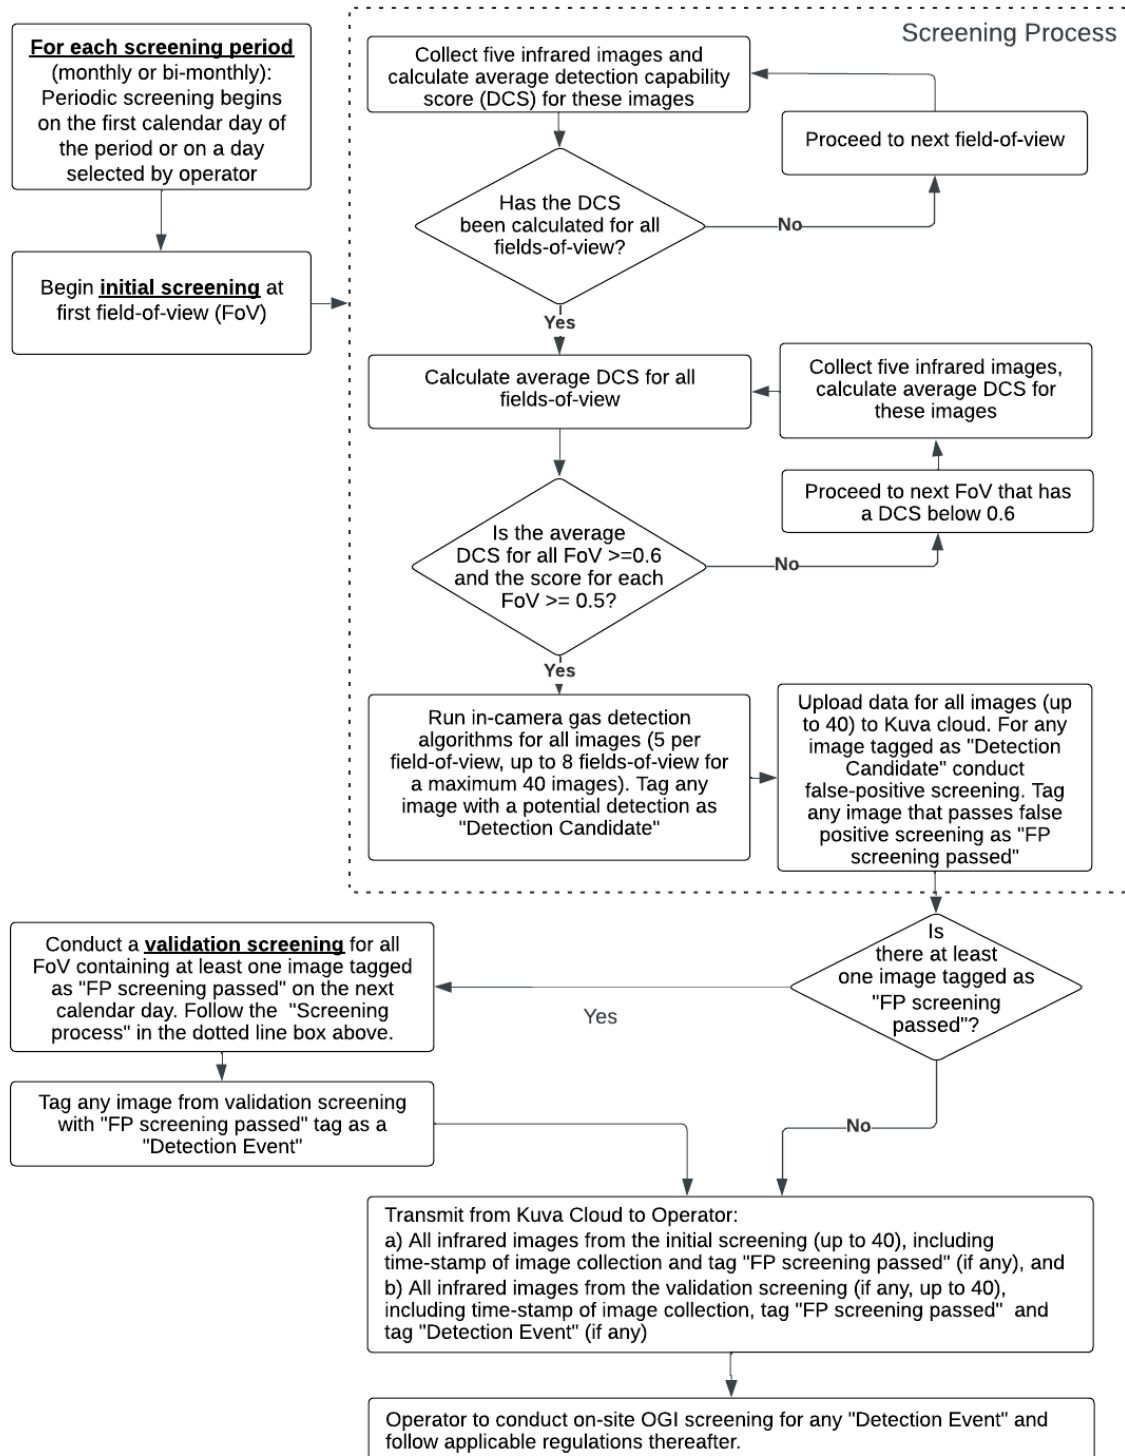 Screening Process
For each screening period
(monthly or bi-monthly):
Periodic screening begins
on the first calendar day of
the period or on a day
selected by operator
Begin initial screening at
first field-of-view (FoV)
Collect five infrared images and
calculate average detection capability
score (DCS) for these images
Proceed to next field-of-view
Has the DCS
been calculated for all
fields-of-view?
No
Yes
Calculate average DCS for all
fields-of-view
Collect five infrared images,
calculate average DCS for
these images
Proceed to next FoV that has
a DCS below 0.6
Is the average
DCS for all FoV >=0.6
and the score for each
FoV >= 0.5?
No
Yes
Run in-camera gas detection
algorithms for all images (5 per
field-of-view, up to 8 fields-of-view for
a maximum 40 images). Tag any
image with a potential detection as
"Detection Candidate"
Upload data for all images (up
to 40) to Kuva cloud. For any
image tagged as "Detection
Candidate" conduct
false-positive screening. Tag
any image that passes false
positive screening as "FP
screening passed"
Is
there at least
one image tagged as
"FP screening
passed"?
Yes
No
Conduct a validation screening for all
FoV containing at least one image tagged
as "FP screening passed" on the next
calendar day. Follow the "Screening
process" in the dotted line box above.
Tag any image from validation screening
with "FP screening passed" tag as a
"Detection Event"
Transmit from Kuva Cloud to Operator:
a) All infrared images from the initial screening (up to 40), including
time-stamp of image collection and tag "FP screening passed" (if any), and
b) All infrared images from the validation screening (if any, up to 40),
including time-stamp of image collection, tag "FP screening passed" and
tag "Detection Event" (if any)
Operator to conduct on-site OGI screening for any "Detection Event" and
follow applicable regulations thereafter.